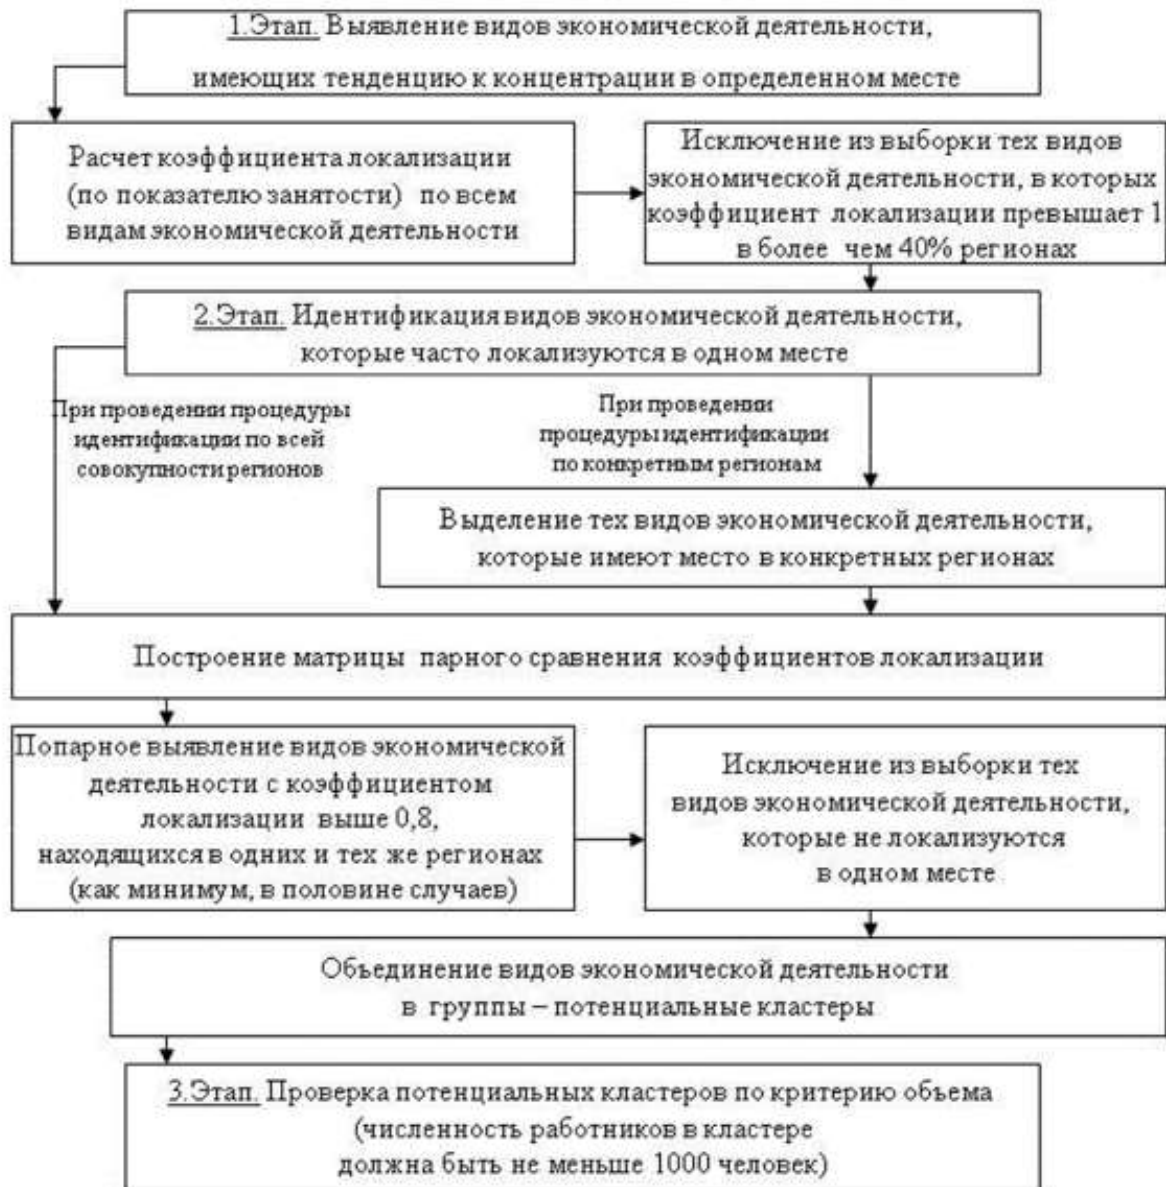 1.Этап. Выявление видов экономической деятельности,
имеющих тенденцию к концентрации в определенном месте
Расчет коэффициента локализации
(по показателю занятости) по всем
видам экономической деятельности
Исключение из выборки тех видов
экономической деятельности, в которых
коэффициент локализации превышает 1
в более чем 40% регионах
2.Этап. Идентификация видов экономической деятельности,
которые часто локализуются в одном месте
При проведении процедуры
идентификации по всей
совокупности регионов
При проведении
процедуры идентификации
по конкретным регионам
Выделение тех видов экономической деятельности,
которые имеют место в конкретных регионах
Построение матрицы парного сравнения коэффициентов локализации
Попарное выявление видов экономической
деятельности с коэффициентом
локализации выше 0,8,
находящихся в одних и тех же регионах
(как минимум, в половине случаев)
Исключение из выборки тех
видов экономической деятельности,
которые не локализуются
в одном месте
Объединение видов экономической деятельности
в группы – потенциальные кластеры
3.Этап. Проверка потенциальных кластеров по критерию объема
(численность работников в кластере
должна быть не меньше 1000 человек)